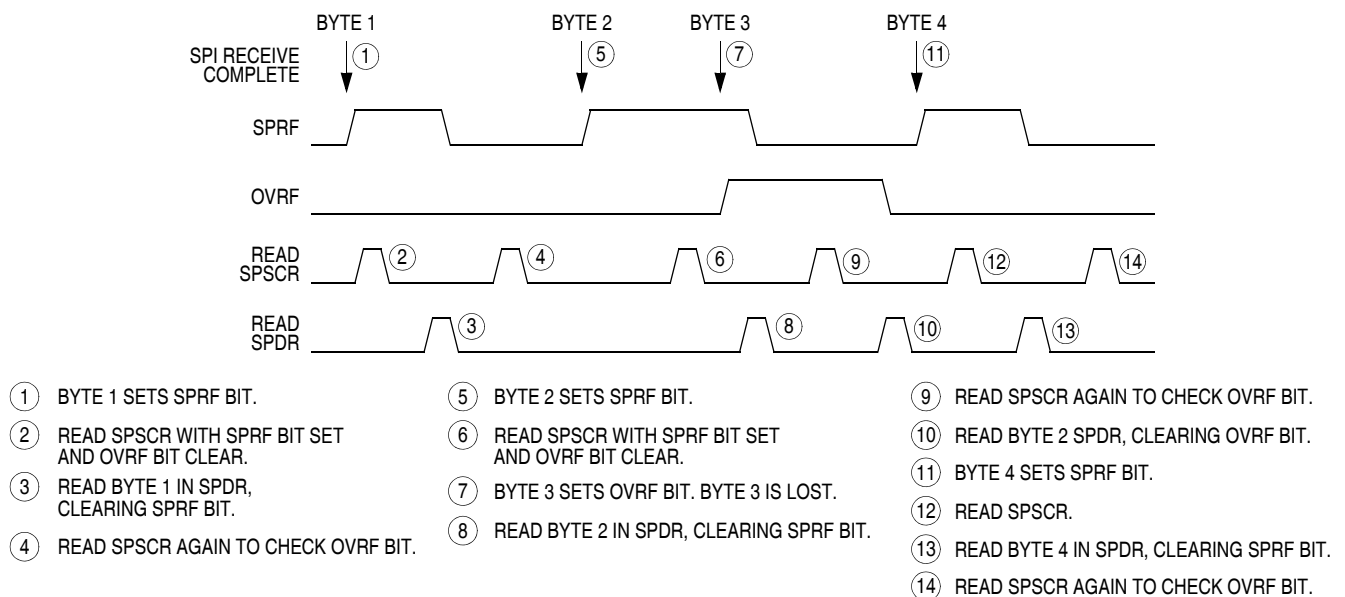 BYTE 1 BYTE 2 BYTE 3 BYTE 4
SPI RECEIVE
COMPLETE
1 5 7 11
SPRF
OVRF
READ
SPSCR
2 4 6 9 12 14
READ
SPDR
3 8 10 13
1 BYTE 1 SETS SPRF BIT.
2 READ SPSCR WITH SPRF BIT SET
AND OVRF BIT CLEAR.
3 READ BYTE 1 IN SPDR,
CLEARING SPRF BIT.
4 READ SPSCR AGAIN TO CHECK OVRF BIT.
5 BYTE 2 SETS SPRF BIT.
6 READ SPSCR WITH SPRF BIT SET
AND OVRF BIT CLEAR.
7 BYTE 3 SETS OVRF BIT. BYTE 3 IS LOST.
8 READ BYTE 2 IN SPDR, CLEARING SPRF BIT.
9 READ SPSCR AGAIN TO CHECK OVRF BIT.
10 READ BYTE 2 SPDR, CLEARING OVRF BIT.
11 BYTE 4 SETS SPRF BIT.
12 READ SPSCR.
13 READ BYTE 4 IN SPDR, CLEARING SPRF BIT.
14 READ SPSCR AGAIN TO CHECK OVRF BIT.